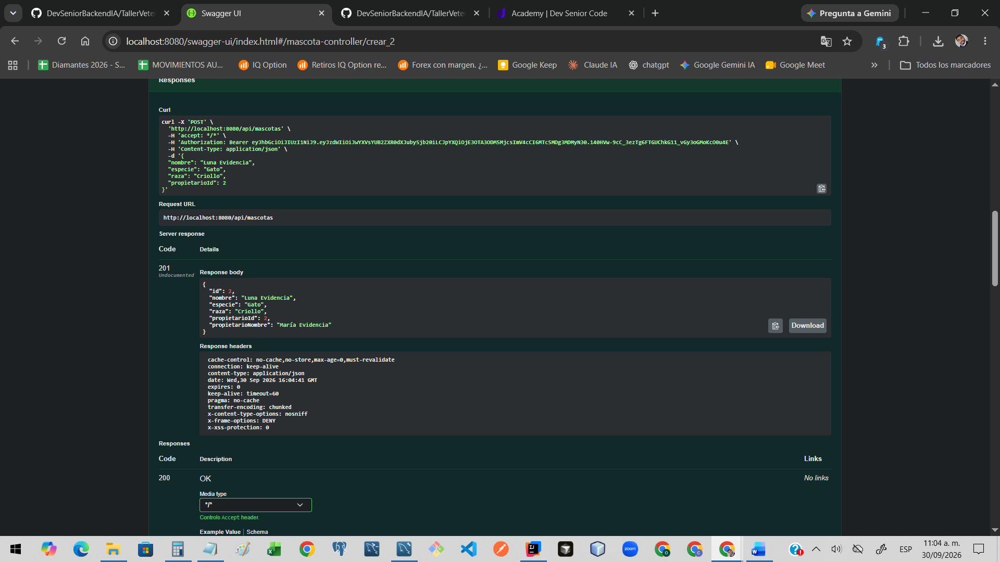 DevSeniorBackendIA/TallerVeter
Swagger UI
DevSeniorBackendIA/TallerVete
Academy | Dev Senior Code
Pregunta a Gemini
localhost:8080/swagger-ui/index.html#/mascota-controller/crear_2
3
Diamantes 2026 - S...
MOVIMIENTOS AU...
IQ Option
Retiros IQ Option re...
Forex con margen. ¿...
Google Keep
Claude IA
chatgpt
Google Gemini IA
Google Meet
Todos los marcadores
Responses
Curl
curl -X 'POST' \
'http://localhost:8080/api/mascotas' \
-H 'accept: */*' \
-H 'Authorization: Bearer eyJhbGciOiJIUzI1NiJ9.eyJzdWIiOiJwYXVsYUB2ZXR0dXJuby5jb20iLCJpYXQiOjE3OTA3ODM5MjcsImV4cCI6MTc5MDg3MDMyN30.140HVw-9cC_3ezTg6FTGUChkG11_vGy3oGMoKcO0u4E' \
-H 'Content-Type: application/json' \
-d '{
"nombre": "Luna Evidencia",
"especie": "Gato",
"raza": "Criollo",
"propietarioId": 2
}'
Request URL
http://localhost:8080/api/mascotas
Server response
Code
Details
201
Undocumented
Response body
{
"id": 2,
"nombre": "Luna Evidencia",
"especie": "Gato",
"raza": "Criollo",
"propietarioId": 2,
"propietarioNombre": "María Evidencia"
}
Download
Response headers
cache-control: no-cache,no-store,max-age=0,must-revalidate
connection: keep-alive
content-type: application/json
date: Wed,30 Sep 2026 16:04:41 GMT
expires: 0
keep-alive: timeout=60
pragma: no-cache
transfer-encoding: chunked
x-content-type-options: nosniff
x-frame-options: DENY
x-xss-protection: 0
Responses
Code
Description
Links
200
OK
No links
Media type
*/*
Controls Accept header.
Example Value | Schema
zoom
ESP
11:04 a. m.
30/09/2026